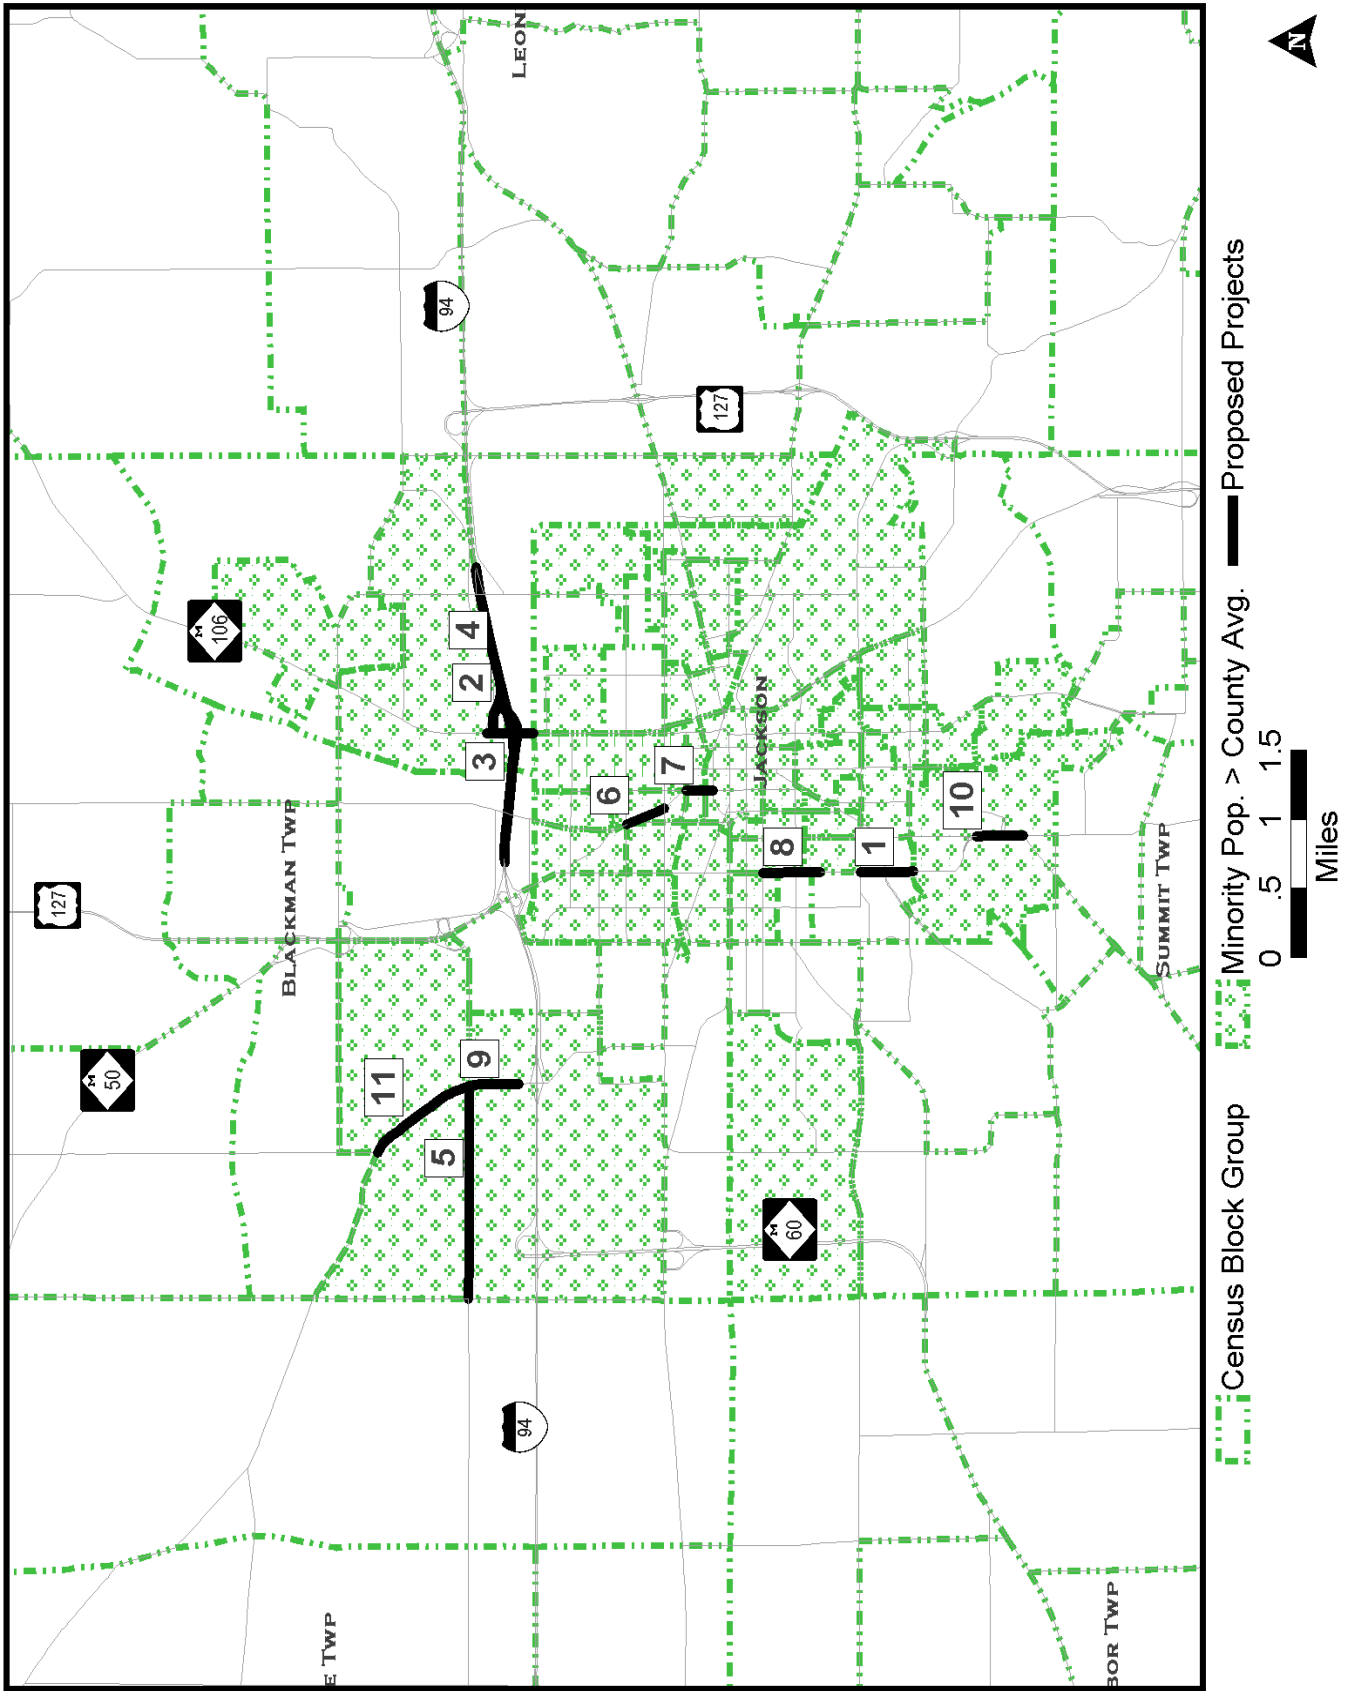 LEON
94
127
M
106
4
2
3
7
6
JACKSON
8
1
10
127
BLACKMAN TWP
SUMMIT TWP
M
50
11
9
5
M
60
94
E TWP
BOR TWP
Census Block Group
Minority Pop. > County Avg.
Proposed Projects
0 .5 1 1.5
Miles
N